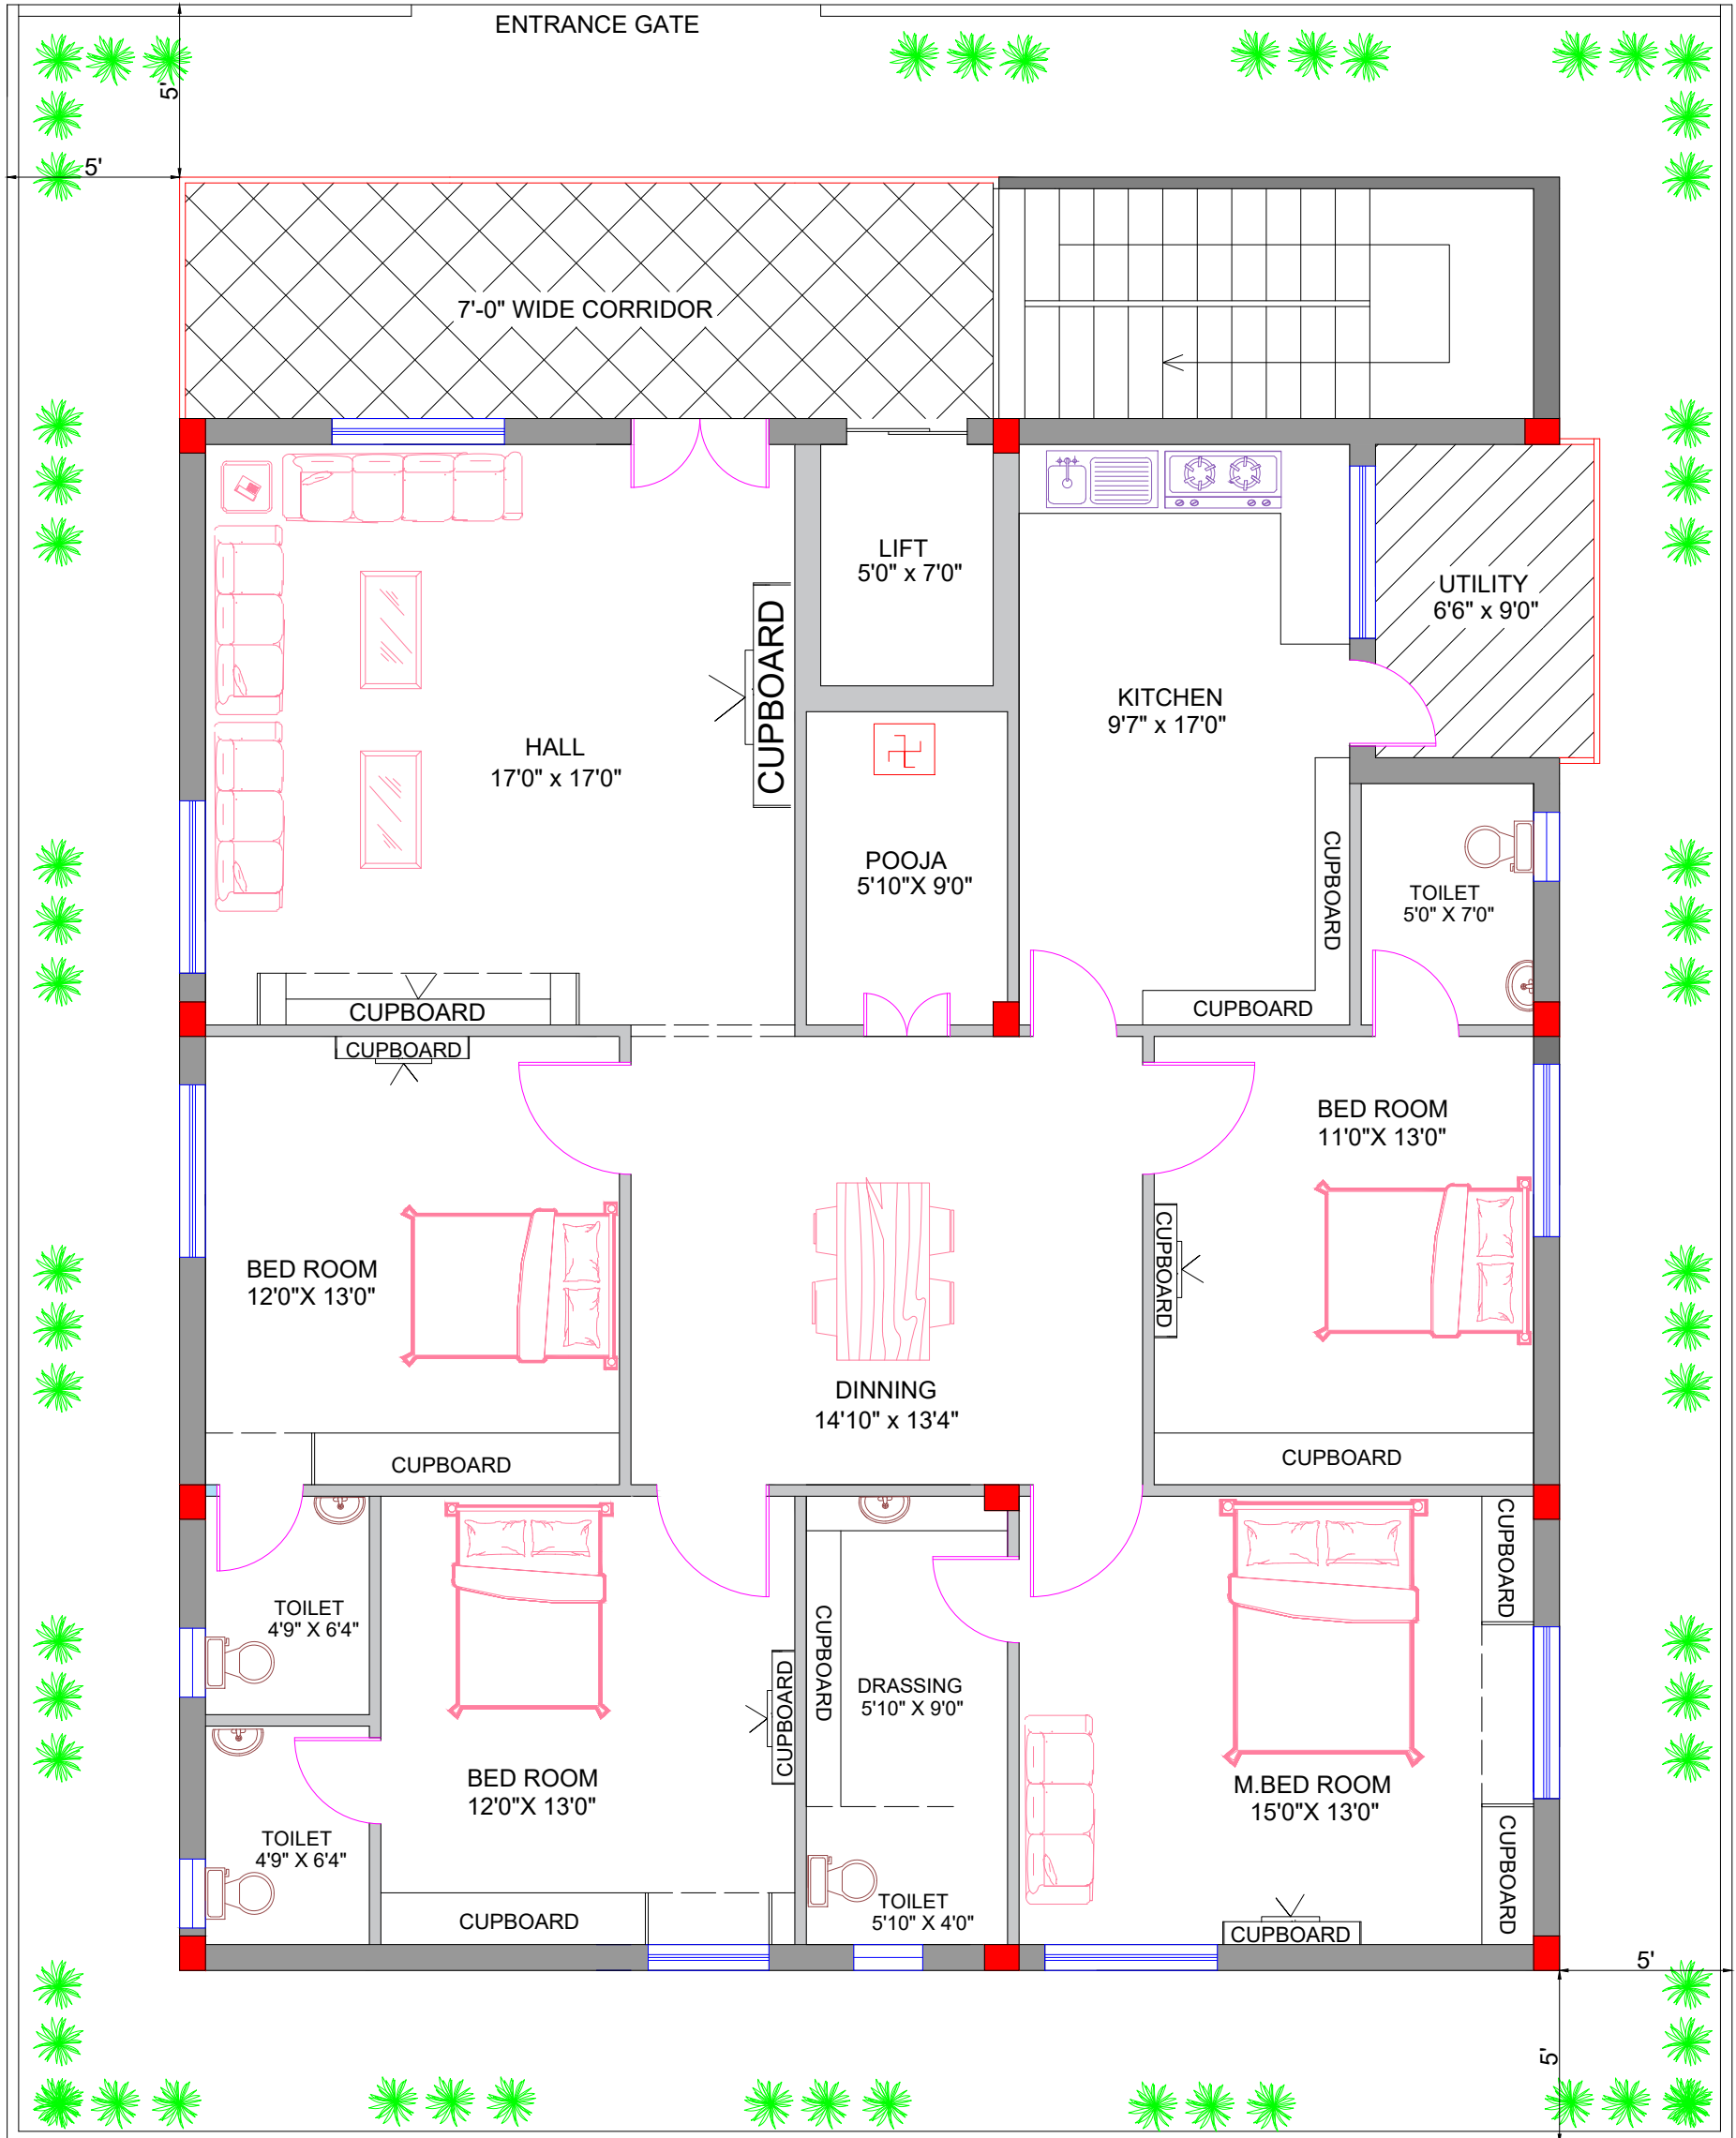 ENTRANCE GATE
5'
5'
7'-0" WIDE CORRIDOR
LIFT
5'0" x 7'0"
UTILITY
6'6" x 9'0"
CUPBOARD
KITCHEN
9'7" x 17'0"
HALL
17'0" x 17'0"
POOJA
5'10"X 9'0"
CUPBOARD
TOILET
5'0" X 7'0"
CUPBOARD
CUPBOARD
CUPBOARD
BED ROOM
11'0"X 13'0"
BED ROOM
12'0"X 13'0"
CUPBOARD
DINNING
14'10" x 13'4"
CUPBOARD
CUPBOARD
CUPBOARD
TOILET
4'9" X 6'4"
CUPBOARD
DRASSING
5'10" X 9'0"
CUPBOARD
BED ROOM
12'0"X 13'0"
M.BED ROOM
15'0"X 13'0"
TOILET
4'9" X 6'4"
CUPBOARD
TOILET
5'10" X 4'0"
CUPBOARD
CUPBOARD
5'
5'